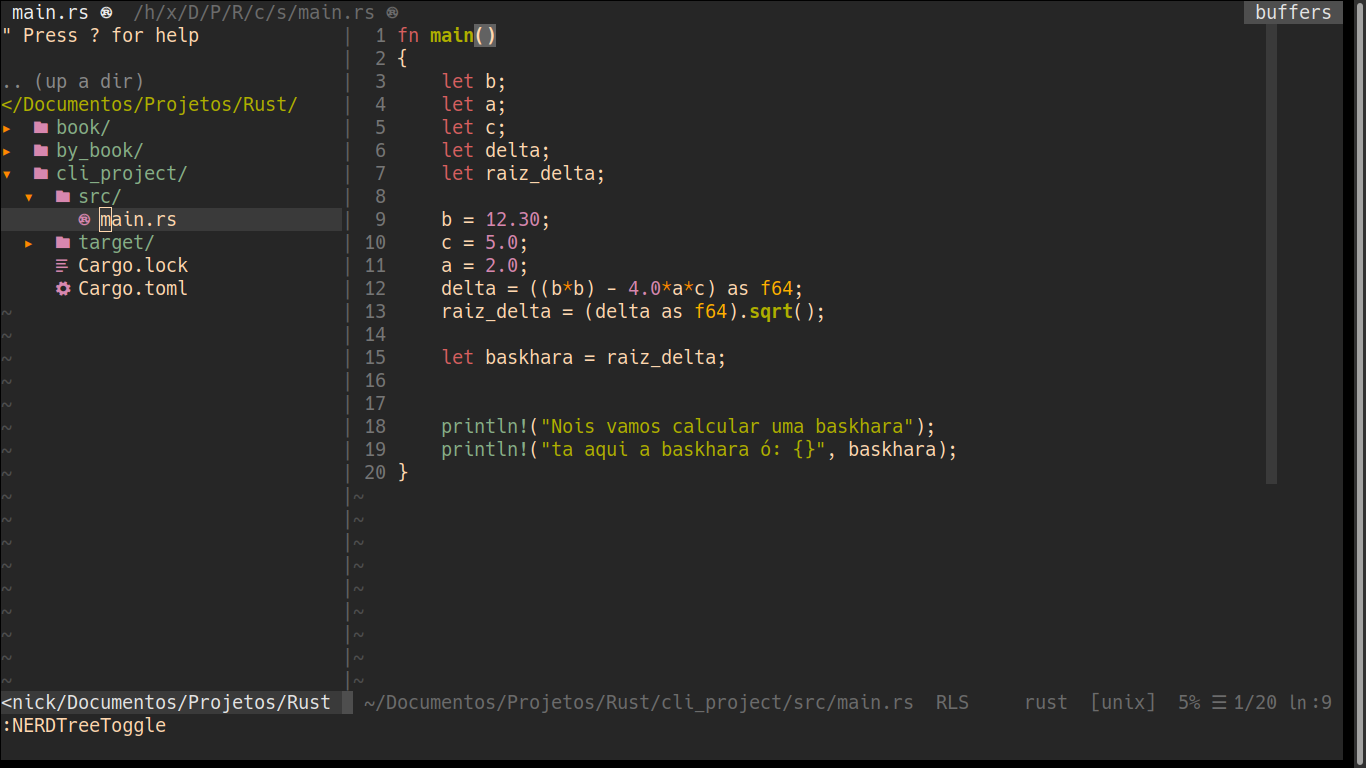 main.rs /h/x/D/P/R/c/s/main.rs buffers
" Press ? for help
.. (up a dir)
</Documentos/Projetos/Rust/
▸ book/
▸ by_book/
▾ cli_project/
▾ src/
main.rs
▸ target/
Cargo.lock
Cargo.toml
1 fn main()
2 {
3     let b;
4     let a;
5     let c;
6     let delta;
7     let raiz_delta;
8
9     b = 12.30;
10     c = 5.0;
11     a = 2.0;
12     delta = ((b*b) - 4.0*a*c) as f64;
13     raiz_delta = (delta as f64).sqrt();
14
15     let baskhara = raiz_delta;
16
17
18     println!("Nois vamos calcular uma baskhara");
19     println!("ta aqui a baskhara ó: {}", baskhara);
20 }
<nick/Documentos/Projetos/Rust ~/Documentos/Projetos/Rust/cli_project/src/main.rs RLS rust [unix] 5% ☰ 1/20 ln:9
:NERDTreeToggle